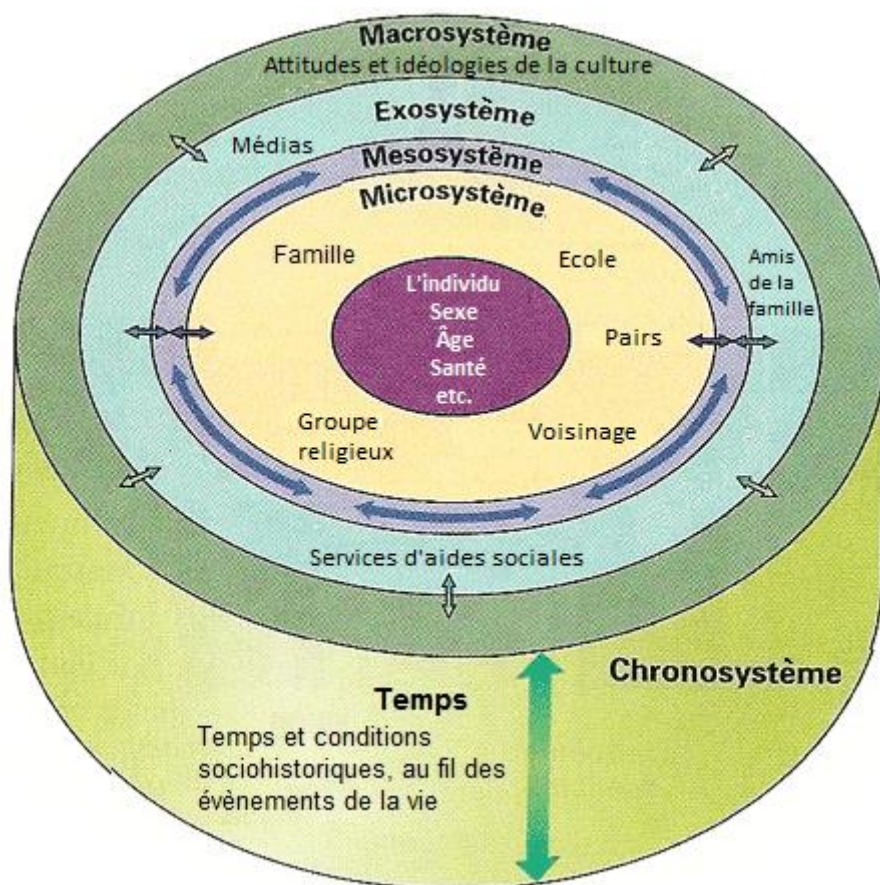 Macrosystème
Attitudes et idéologies de la culture
Exosystème
Médias
Mesosystème
Microsystème
Famille
Ecole
Amis
de la
famille
L'individu
Sexe
Âge
Santé
etc.
Pairs
Groupe
religieux
Voisinage
Services d'aides sociales
Chronosystème
Temps
Temps et conditions
sociohistoriques, au fil des
évènements de la vie